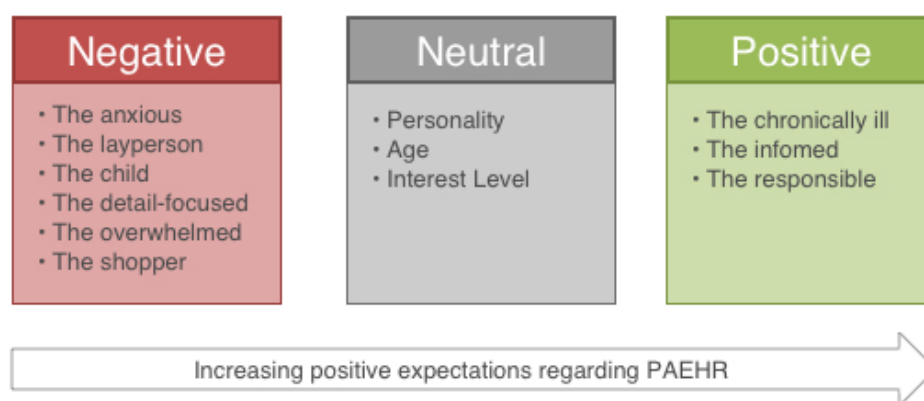 Negative
• The anxious
• The layperson
• The child
• The detail-focused
• The overwhelmed
• The shopper
Neutral
• Personality
• Age
• Interest Level
Positive
• The chronically ill
• The infomed
• The responsible
Increasing positive expectations regarding PAEHR